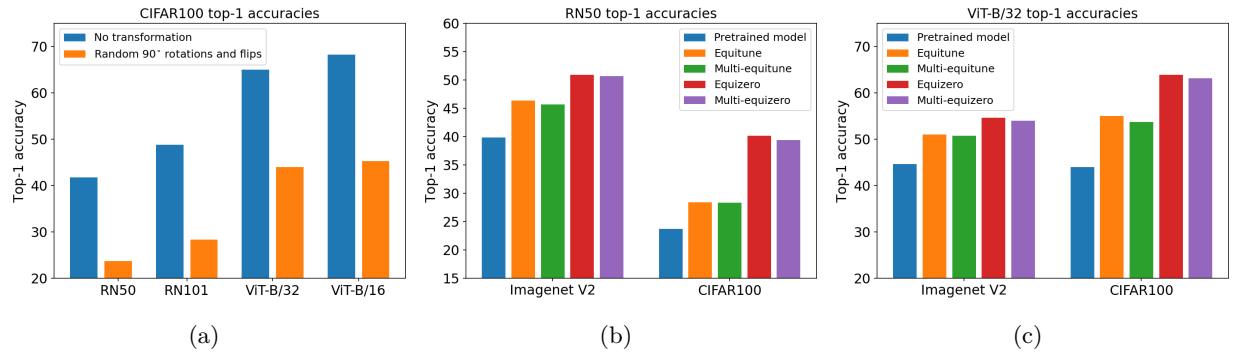 CIFAR100 top-1 accuracies
No transformation
Random 90° rotations and flips
Top-1 accuracy
70
60
50
40
30
20
RN50 RN101 ViT-B/32 ViT-B/16
(a)
RN50 top-1 accuracies
Pretrained model
Equitune
Multi-equitune
Equizero
Multi-equizero
Top-1 accuracy
60
55
50
45
40
35
30
25
20
15
Imagenet V2 CIFAR100
(b)
ViT-B/32 top-1 accuracies
Pretrained model
Equitune
Multi-equitune
Equizero
Multi-equizero
Top-1 accuracy
70
60
50
40
30
20
Imagenet V2 CIFAR100
(c)